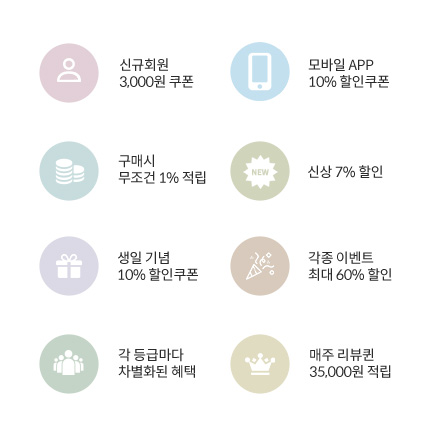 신규회원
3,000원 쿠폰
모바일 APP
10% 할인쿠폰
구매시
무조건 1% 적립
NEW
신상 7% 할인
생일 기념
10% 할인쿠폰
각종 이벤트
최대 60% 할인
각 등급마다
차별화된 혜택
매주 리뷰퀸
35,000원 적립